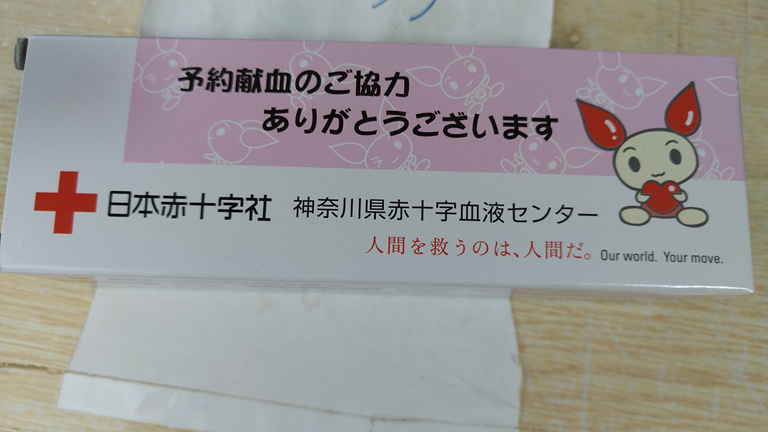 予約献血のご協力
ありがとうございます
日本赤十字社 神奈川県赤十字血液センター
人間を救うのは、人間だ。 Our world. Your move.